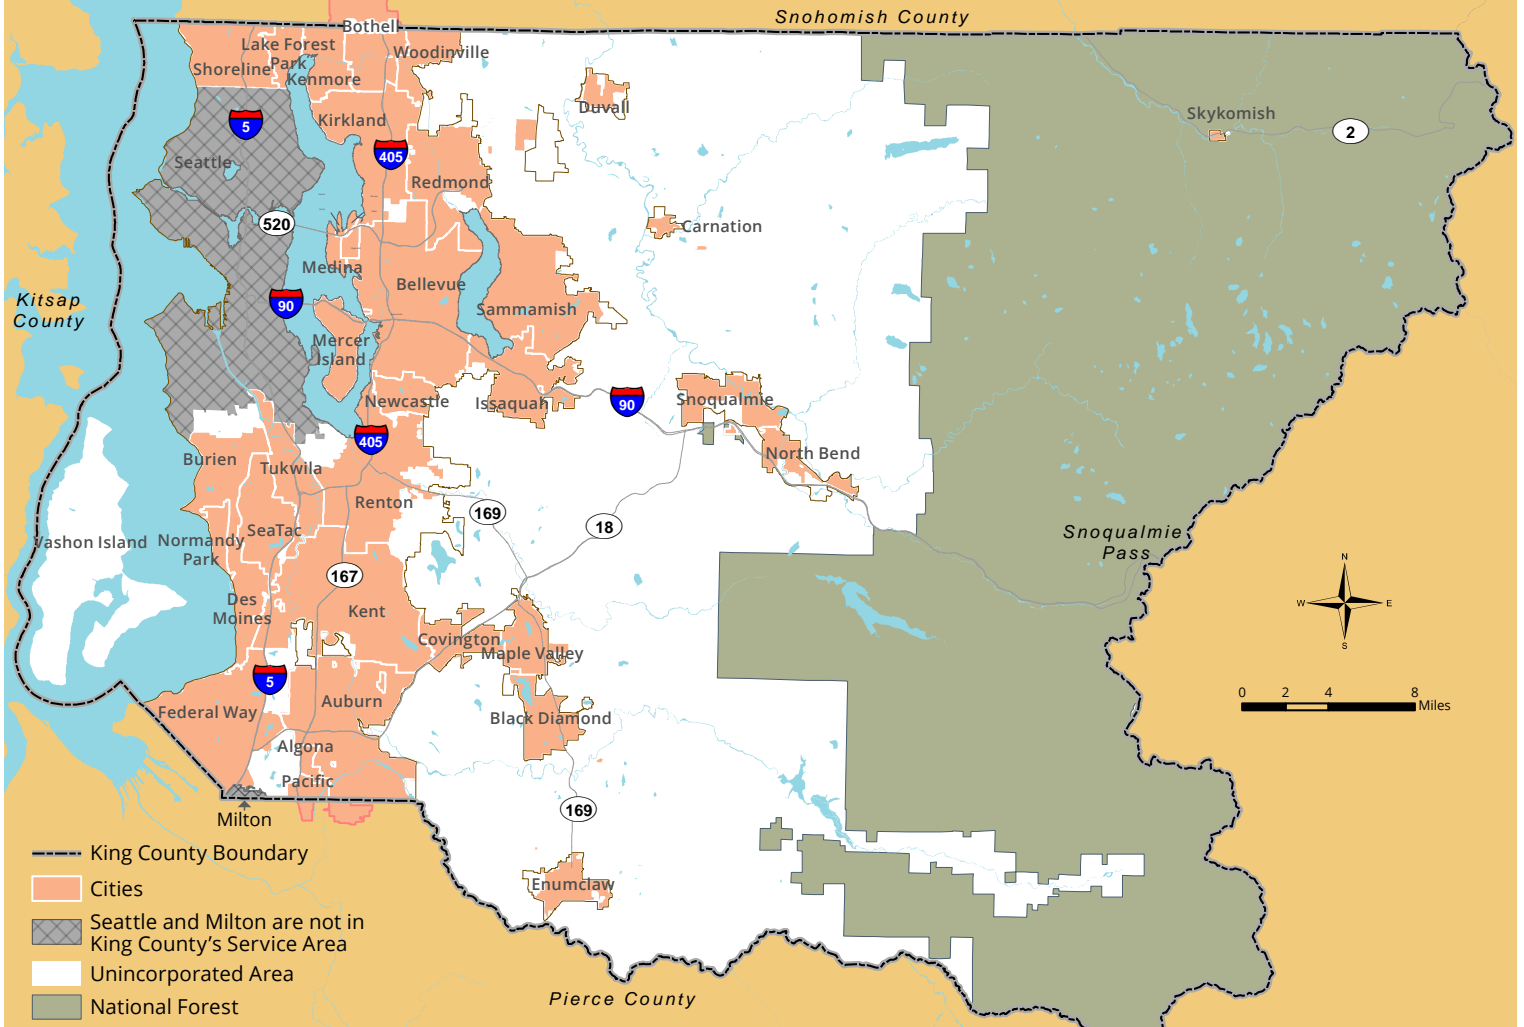 Snohomish County
Bothell
Lake Forest
Park
Woodinville
Shoreline
Kenmore
Duvall
Kirkland
5
Skykomish
2
405
Seattle
Redmond
520
Carnation
Medina
Bellevue
Kitsap
County
90
Sammamish
Mercer
Island
Newcastle
Issaquah
90
Snoqualmie
405
Burien
Tukwila
North Bend
Renton
169
18
Vashon Island
Normandy
Park
SeaTac
Snoqualmie
Pass
167
N
W
E
S
Des
Moines
Kent
Covington
Maple Valley
5
Federal Way
Auburn
Black Diamond
0 2 4 8
Miles
Algona
Pacific
Milton
169
Enumclaw
Pierce County
King County Boundary
Cities
Seattle and Milton are not in
King County’s Service Area
Unincorporated Area
National Forest